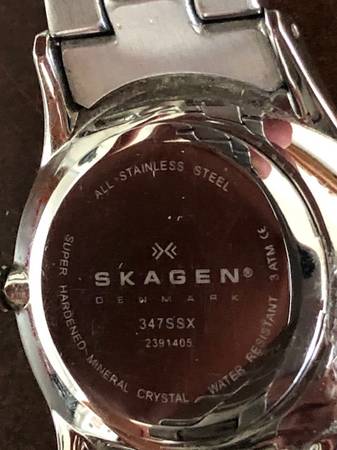 ALL-STAINLESS STEEL
SKAGEN®
DENMARK
347SSX
2391405
SUPER HARDENED-MINERAL CRYSTAL - WATER RESISTANT 3 ATM CE